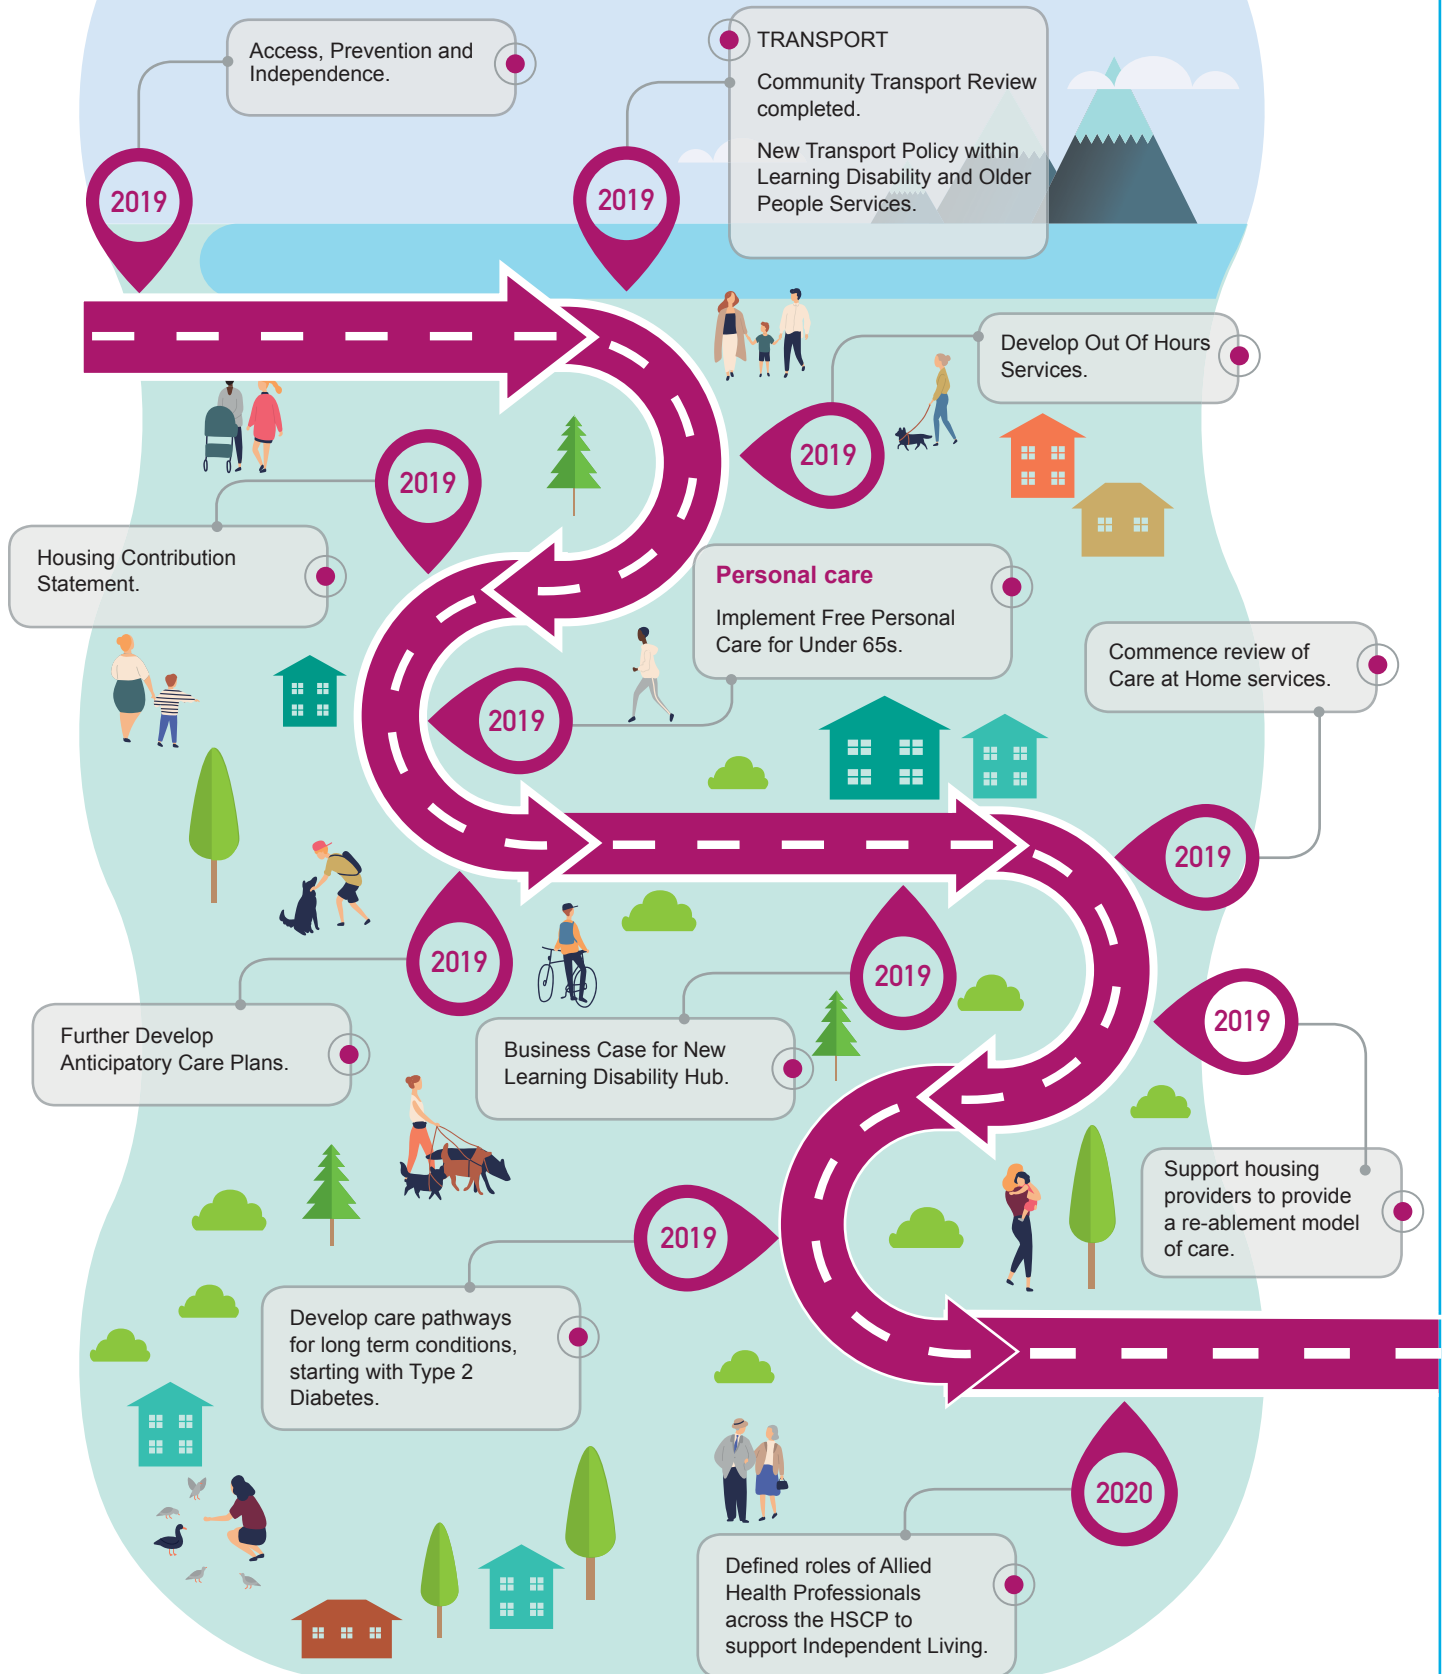 Access, Prevention and
Independence.
2019
TRANSPORT
Community Transport Review
completed.
New Transport Policy within
Learning Disability and Older
People Services.
2019
Develop Out Of Hours
Services.
2019
2019
Housing Contribution
Statement.
Personal care
Implement Free Personal
Care for Under 65s.
2019
Commence review of
Care at Home services.
2019
2019
Further Develop
Anticipatory Care Plans.
2019
Business Case for New
Learning Disability Hub.
2019
Support housing
providers to provide
a re-ablement model
of care.
2019
Develop care pathways
for long term conditions,
starting with Type 2
Diabetes.
2020
Defined roles of Allied
Health Professionals
across the HSCP to
support Independent Living.